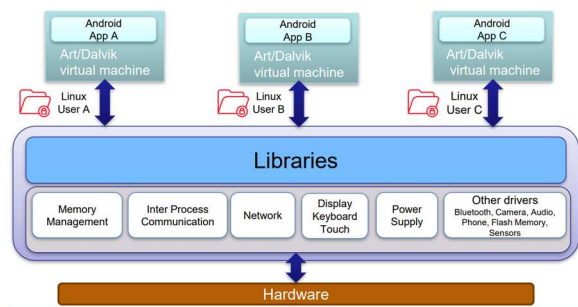 Android
App A
Art/Dalvik
virtual machine
Android
App B
Art/Dalvik
virtual machine
Android
App C
Art/Dalvik
virtual machine
Linux
User A
Linux
User B
Linux
User C
Libraries
Memory
Management
Inter Process
Communication
Network
Display
Keyboard
Touch
Power
Supply
Other drivers
Bluetooth, Camera, Audio,
Phone, Flash Memory,
Sensors
Hardware